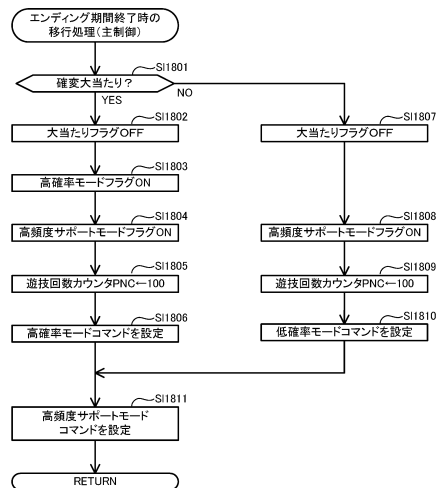 エンディング期間終了時の
移行処理(主制御)
SI1801
確変大当たり?
YES
NO
SI1802
大当たりフラグOFF
SI1803
高確率モードフラグON
SI1804
高頻度サポートモードフラグON
SI1805
遊技回数カウンタPNC←100
SI1806
高確率モードコマンドを設定
SI1807
大当たりフラグOFF
SI1808
高頻度サポートモードフラグON
SI1809
遊技回数カウンタPNC←100
SI1810
低確率モードコマンドを設定
SI1811
高頻度サポートモード
コマンドを設定
RETURN